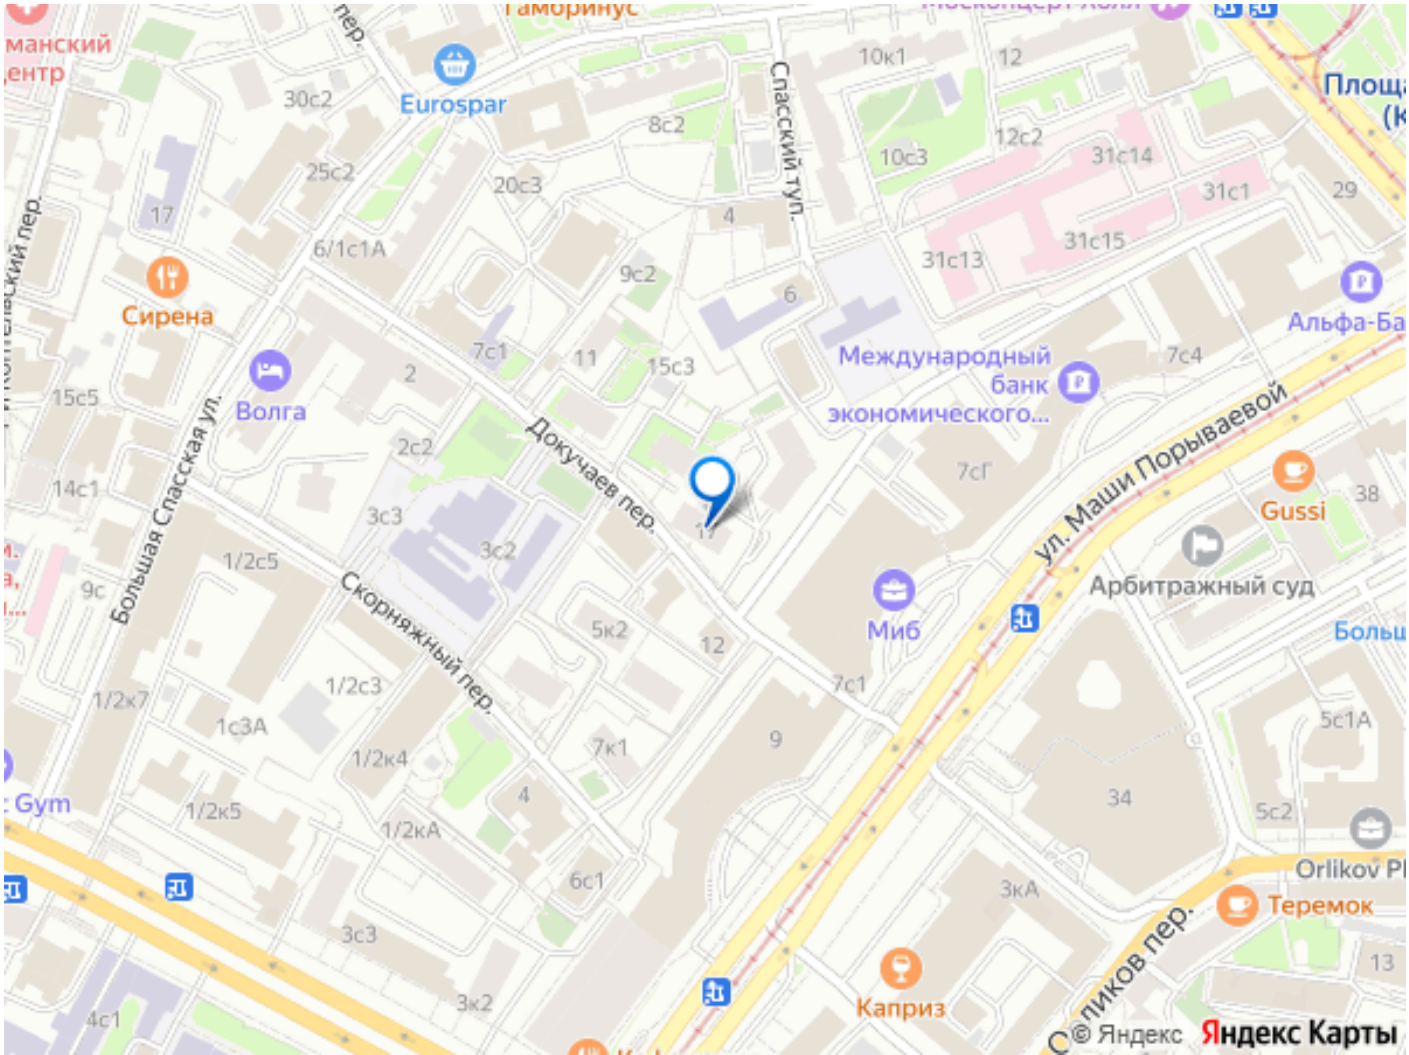 Гамбринус
Москонцерт Холл
манский
ентр
пер.
Eurospar
30с2
8с2
10к1
12
Площа
(К
12с2
31с14
10с3
25с2
20с3
Спасский туп.
31с1
29
17
4
6/1с1А
31с15
31с13
9с2
6
Сирена
Альфа-Ба
7с1
11
15с3
Международный
банк
экономического...
7с4
2
Волга
15с5
2с2
Докучаев пер.
ул. Маши Порываевой
7сГ
Gussi
38
14с1
Большая Спасская ул.
3с3
3с2
17
Арбитражный суд
1/2с5
9с
м.
а,
Скорняжный пер.
5к2
12
Миб
Больш
1/2с3
7с1
1/2к7
1с3А
7к1
9
5с1А
1/2к4
с Gym
1/2к5
4
34
5с2
1/2кА
Orlikov Pl
6с1
3кА
Теремок
3с3
13
3к2
Каприз
4с1
© Яндекс Яндекс Карты